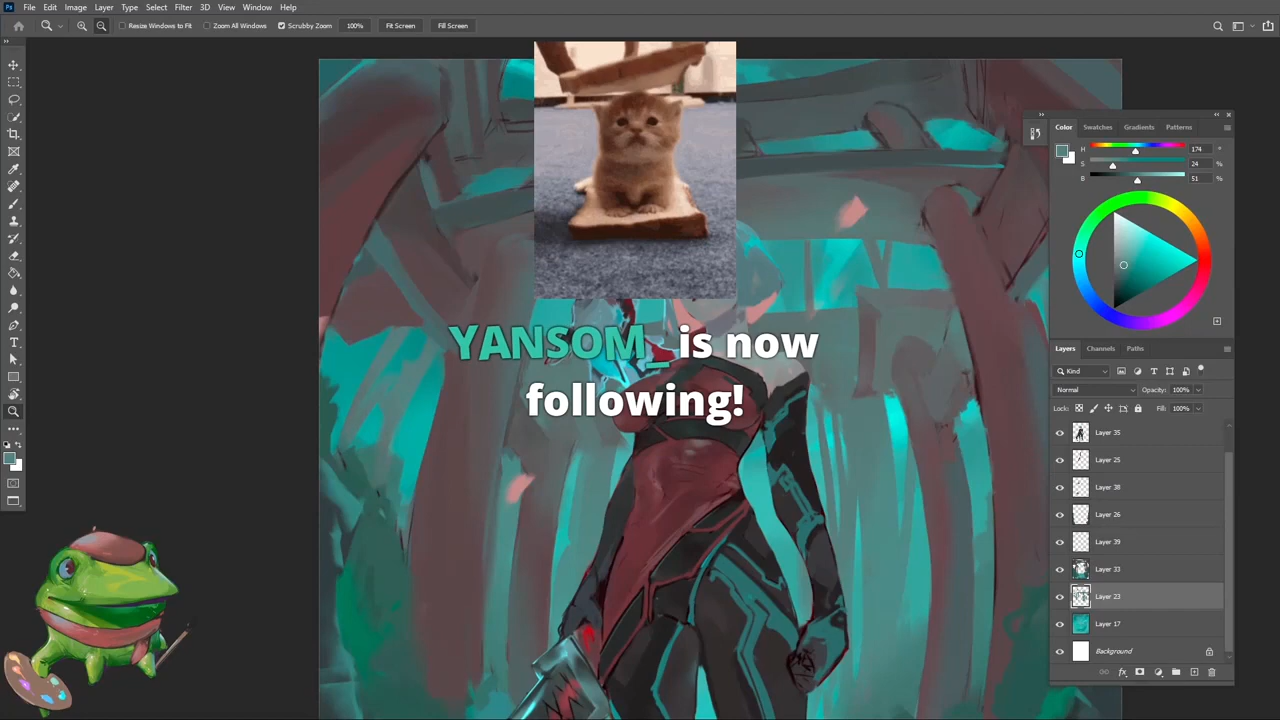 Ps File Edit Image Layer Type Select Filter 3D View Window Help
Resize Windows to Fit Zoom All Windows Scrubby Zoom 100% Fit Screen Fill Screen
Color Swatches Gradients Patterns
H 174 °
S 24 %
B 51 %
YANSOM_ is now
following!
Layers Channels Paths
Kind
Normal Opacity: 100%
Lock: Fill: 100%
Layer 35
Layer 25
Layer 38
Layer 26
Layer 39
Layer 33
Layer 23
Layer 17
Background
fx